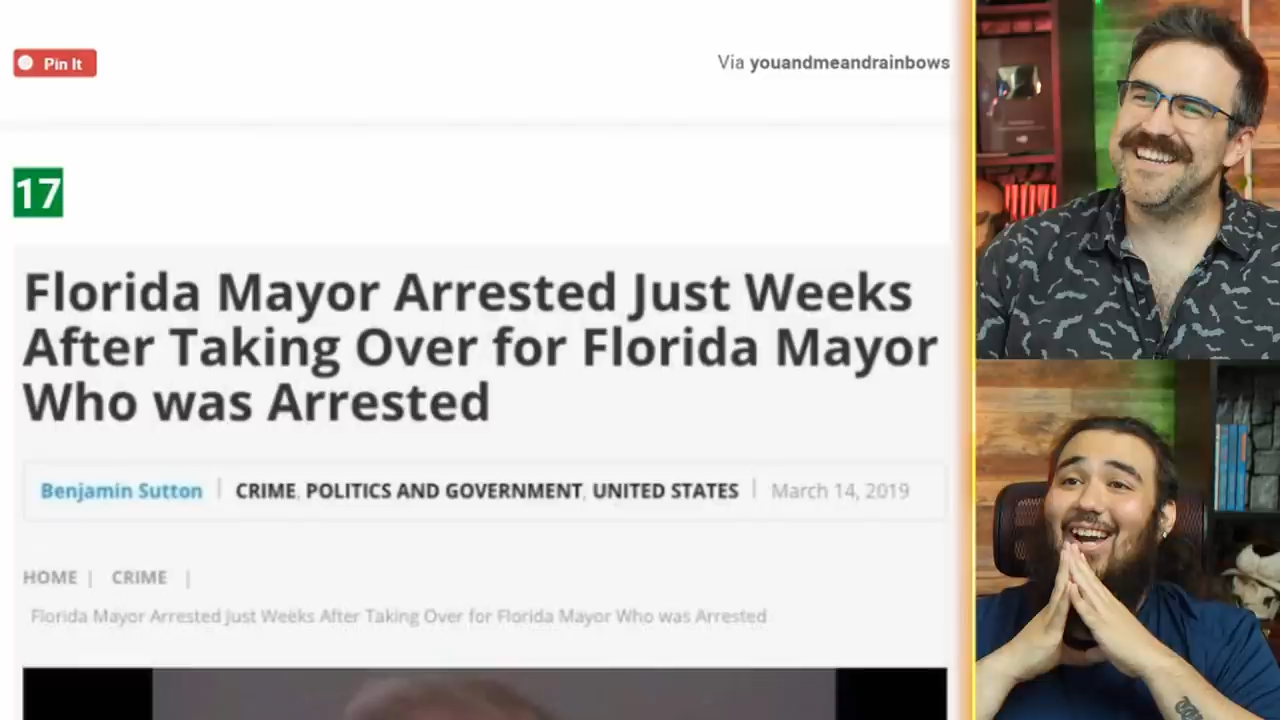 Pin It
Via youandmeandrainbows
17
Florida Mayor Arrested Just Weeks
After Taking Over for Florida Mayor
Who was Arrested
Benjamin Sutton | CRIME, POLITICS AND GOVERNMENT, UNITED STATES | March 14, 2019
HOME | CRIME |
Florida Mayor Arrested Just Weeks After Taking Over for Florida Mayor Who was Arrested